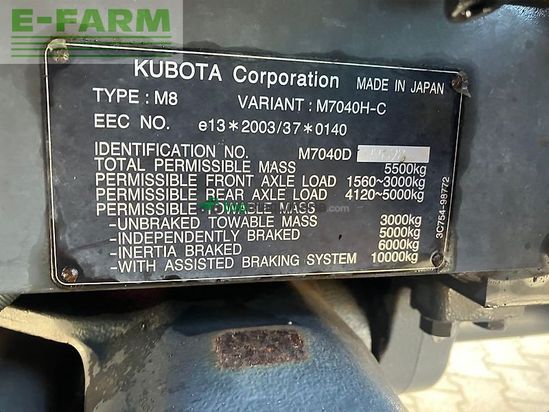 E-FARM
KUBOTA Corporation MADE IN JAPAN
TYPE : M8 VARIANT : M7040H-C
EEC NO. e13*2003/37*0140
IDENTIFICATION NO. M7040D
TOTAL PERMISSIBLE MASS 5500kg
PERMISSIBLE FRONT AXLE LOAD 1560~3000kg
PERMISSIBLE REAR AXLE LOAD 4120~5000kg
PERMISSIBLE TOWABLE MASS
-UNBRAKED TOWABLE MASS 3000kg
-INDEPENDENTLY BRAKED 5000kg
-INERTIA BRAKED 6000kg
-WITH ASSISTED BRAKING SYSTEM 10000kg
3C754-98772